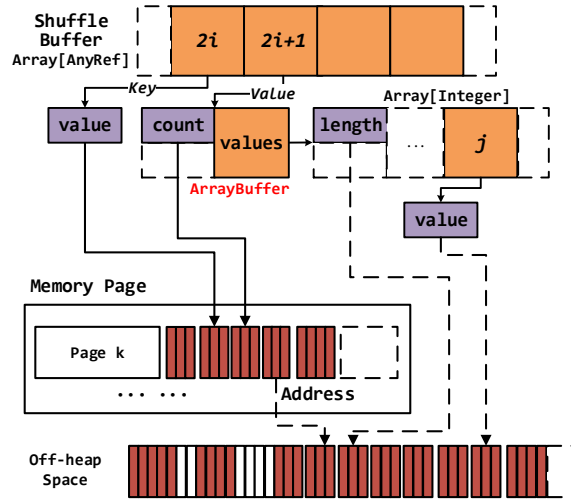 Shuffle
Buffer
Array[AnyRef]
2i
2i+1
Key
Value
Array[Integer]
value
count
values
length
...
j
ArrayBuffer
value
Memory Page
Page k
... ...
Address
Off-heap
Space